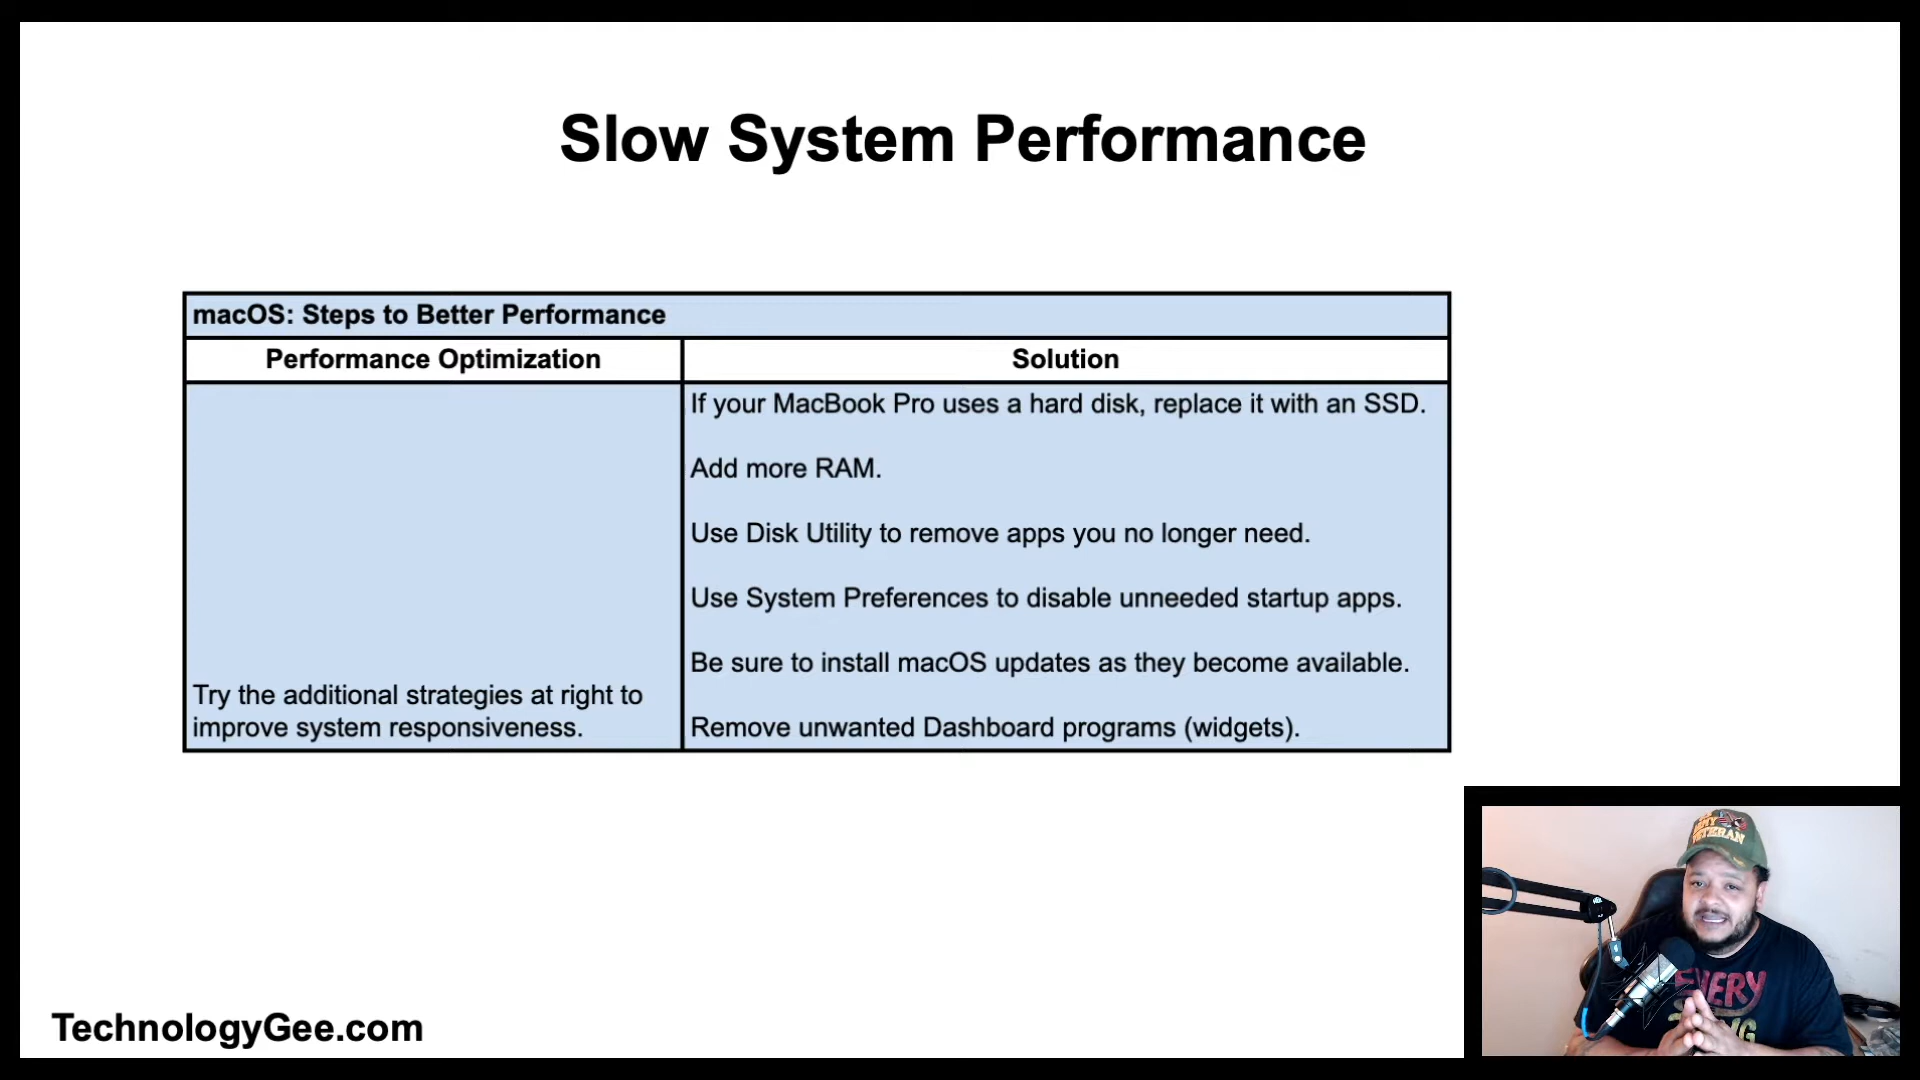 Slow System Performance
macOS: Steps to Better Performance
Performance Optimization
Solution
Try the additional strategies at right to
improve system responsiveness.
If your MacBook Pro uses a hard disk, replace it with an SSD.
Add more RAM.
Use Disk Utility to remove apps you no longer need.
Use System Preferences to disable unneeded startup apps.
Be sure to install macOS updates as they become available.
Remove unwanted Dashboard programs (widgets).
ARMY
VETERAN
EVERY
TechnologyGee.com